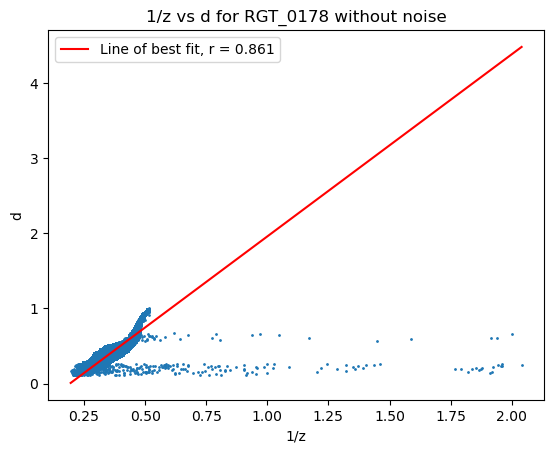 1/z vs d for RGT_0178 without noise
Line of best fit, r = 0.861
4
3
2
1
0
d
0.25 0.50 0.75 1.00 1.25 1.50 1.75 2.00
1/z